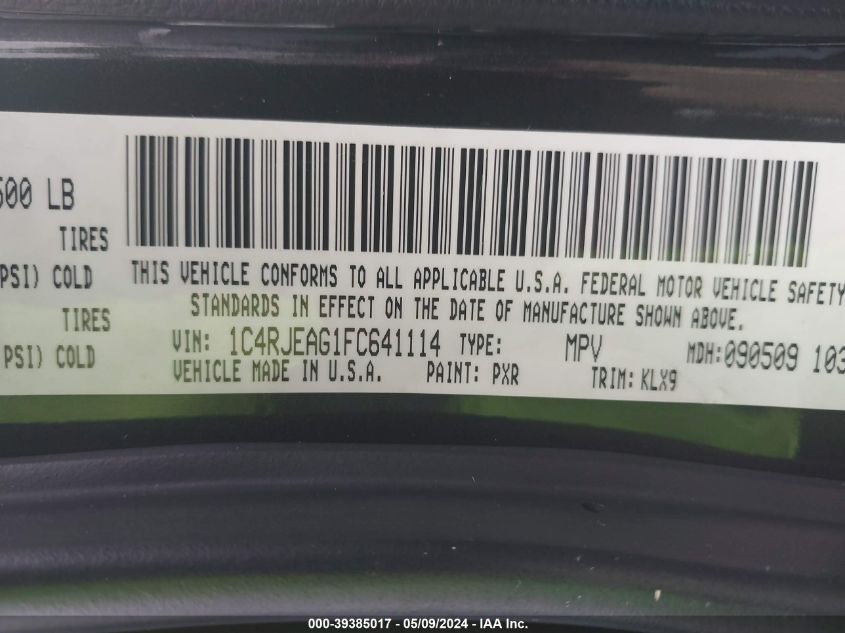 500 LB
TIRES
PSI) COLD
TIRES
PSI) COLD
THIS VEHICLE CONFORMS TO ALL APPLICABLE U.S.A. FEDERAL MOTOR VEHICLE SAFETY
STANDARDS IN EFFECT ON THE DATE OF MANUFACTURE SHOWN ABOVE.
VIN: 1C4RJEAG1FC641114 TYPE: MPV MDH:090509 103
VEHICLE MADE IN U.S.A. PAINT: PXR TRIM: KLX9
000-39385017 - 05/09/2024 - IAA Inc.